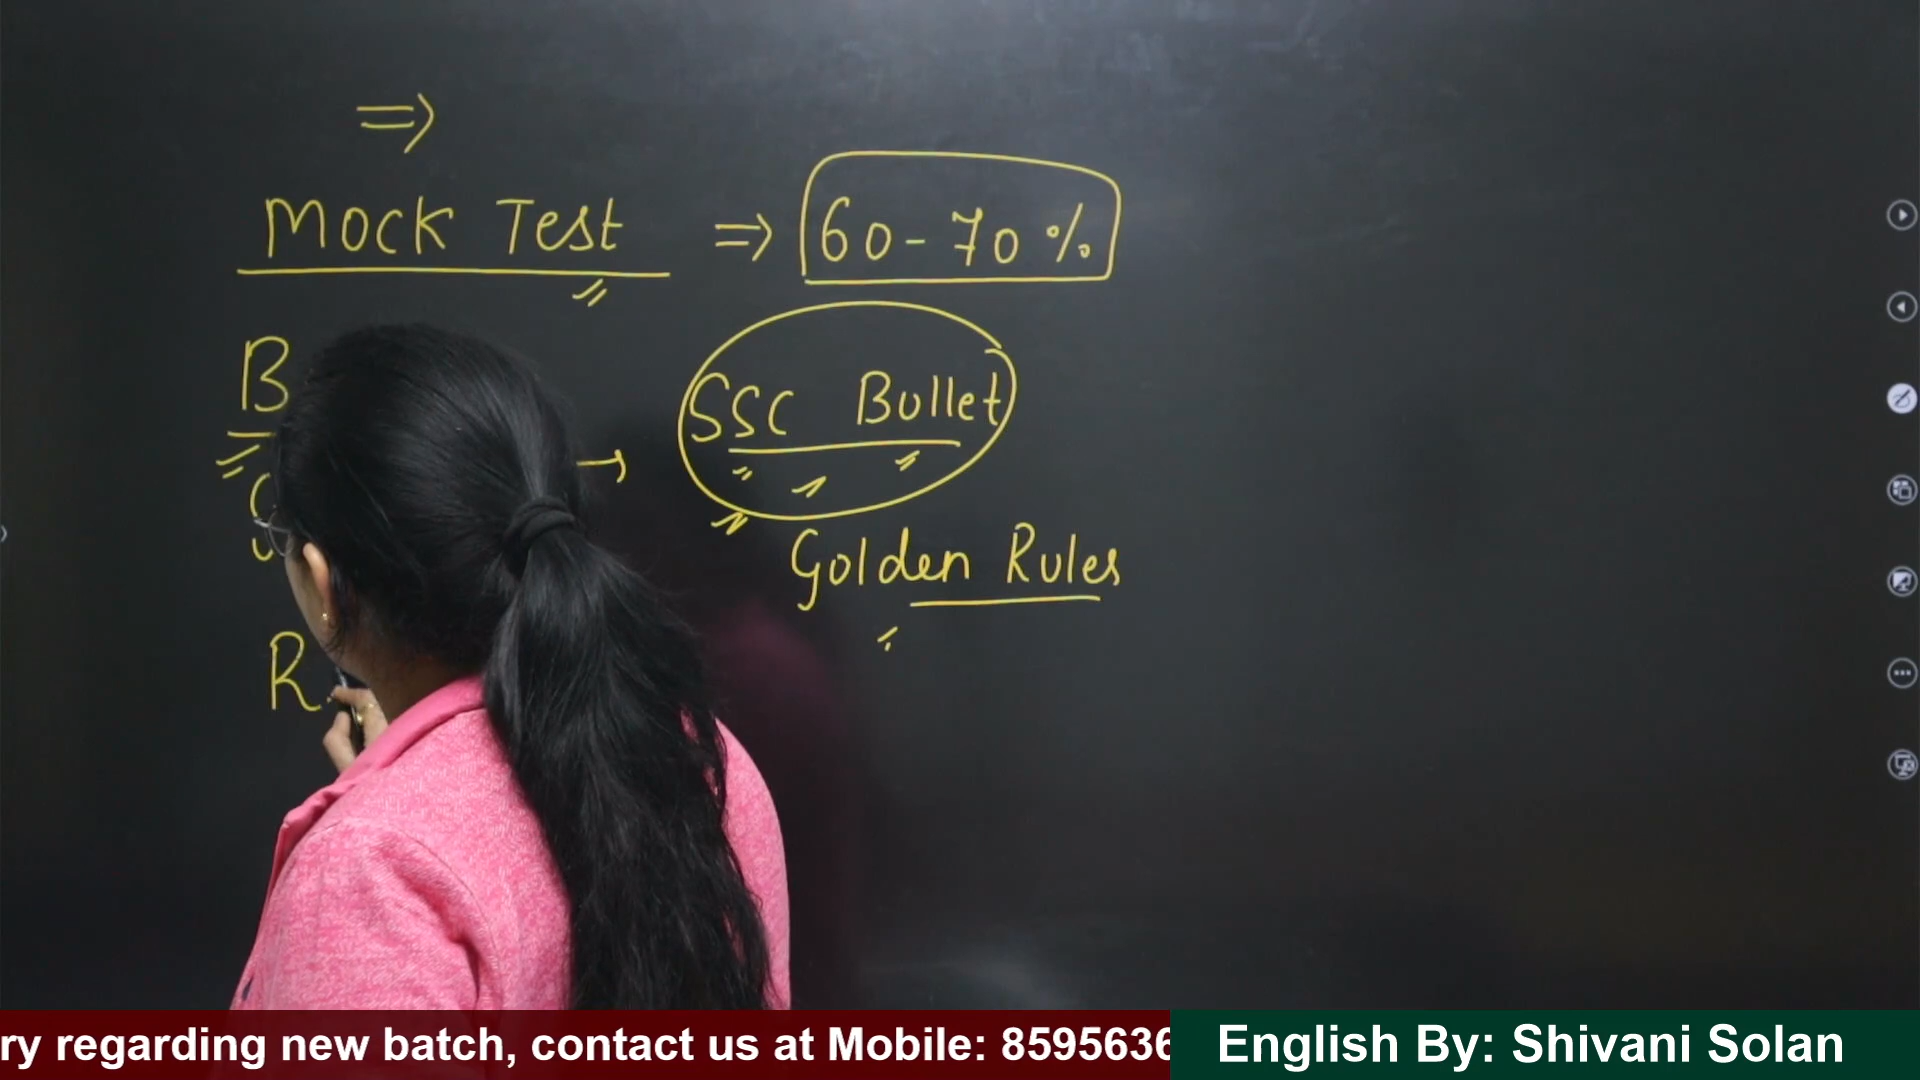 ⇒
Mock Test ⇒ 60-70%
B
→ SSC Bullet
Golden Rules
R
ry regarding new batch, contact us at Mobile: 8595636
English By: Shivani Solan